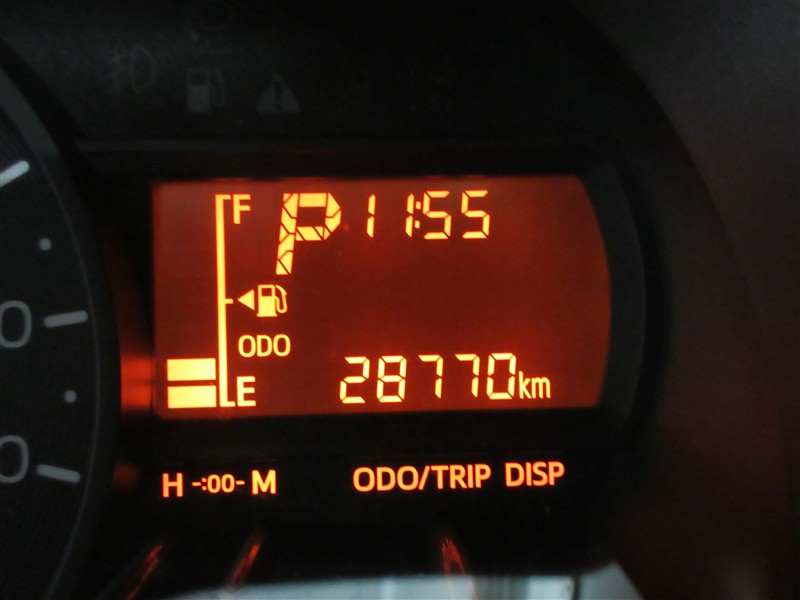 F P 11:55
ODO
E 28770km
H -:00- M ODO/TRIP DISP